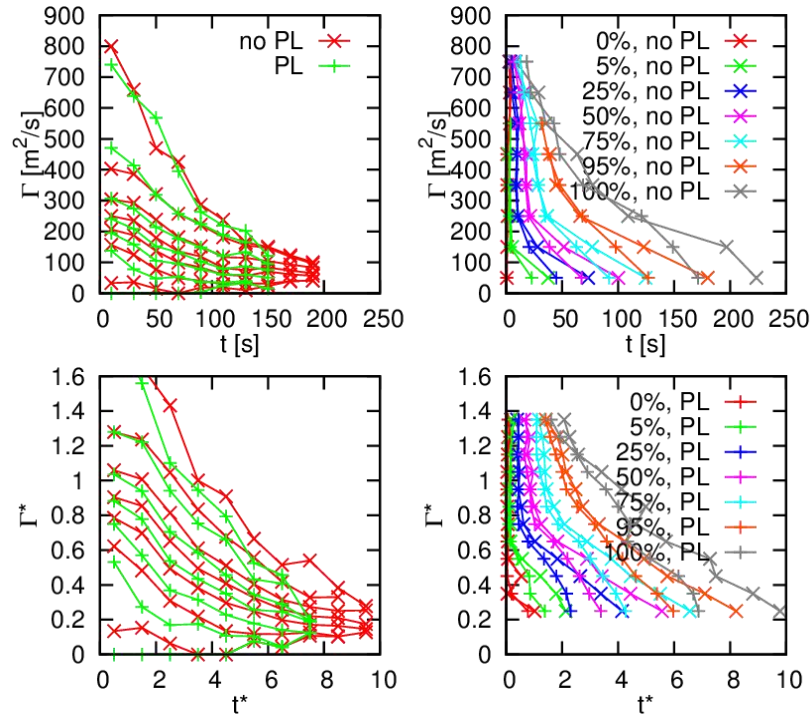 900
800
700
600
500
400
300
200
100
0
Γ [m²/s]
no PL
PL
0 50 100 150 200 250
t [s]
900
800
700
600
500
400
300
200
100
0
Γ [m²/s]
0%, no PL
5%, no PL
25%, no PL
50%, no PL
75%, no PL
95%, no PL
100%, no PL
0 50 100 150 200 250
t [s]
1.6
1.4
1.2
1
0.8
0.6
0.4
0.2
0
Γ*
0 2 4 6 8 10
t*
1.6
1.4
1.2
1
0.8
0.6
0.4
0.2
0
Γ*
0%, PL
5%, PL
25%, PL
50%, PL
75%, PL
95%, PL
100%, PL
0 2 4 6 8 10
t*